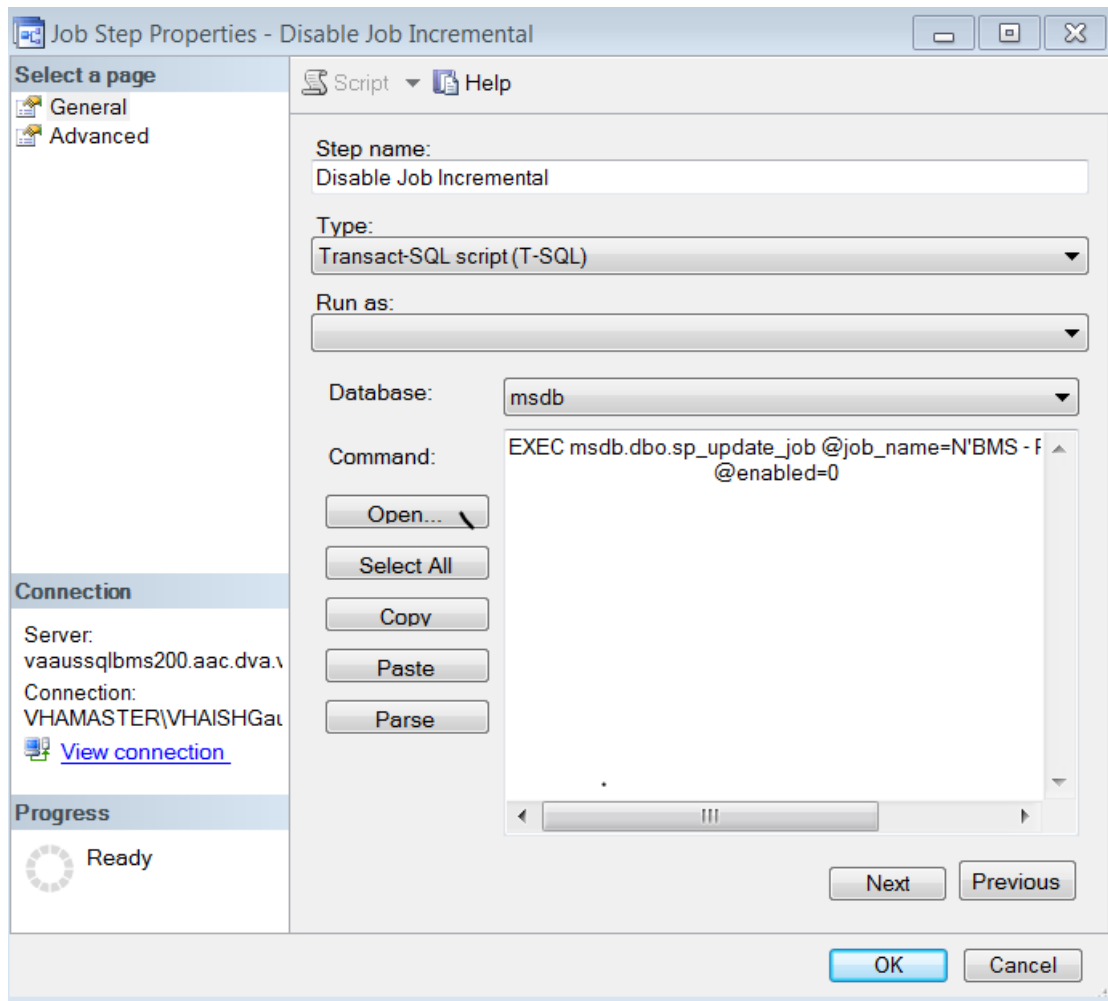 Job Step Properties - Disable Job Incremental
Select a page
General
Advanced
Script
Help
Step name:
Disable Job Incremental
Type:
Transact-SQL script (T-SQL)
Run as:
Database:
msdb
Command:
EXEC msdb.dbo.sp_update_job @job_name=N'BMS -
@enabled=0
Open...
Select All
Copy
Paste
Parse
Connection
Server:
vaaussqlbms200.aac.dva.v
Connection:
VHAMASTER\VHAISHGau
View connection
Progress
Ready
Next
Previous
OK
Cancel